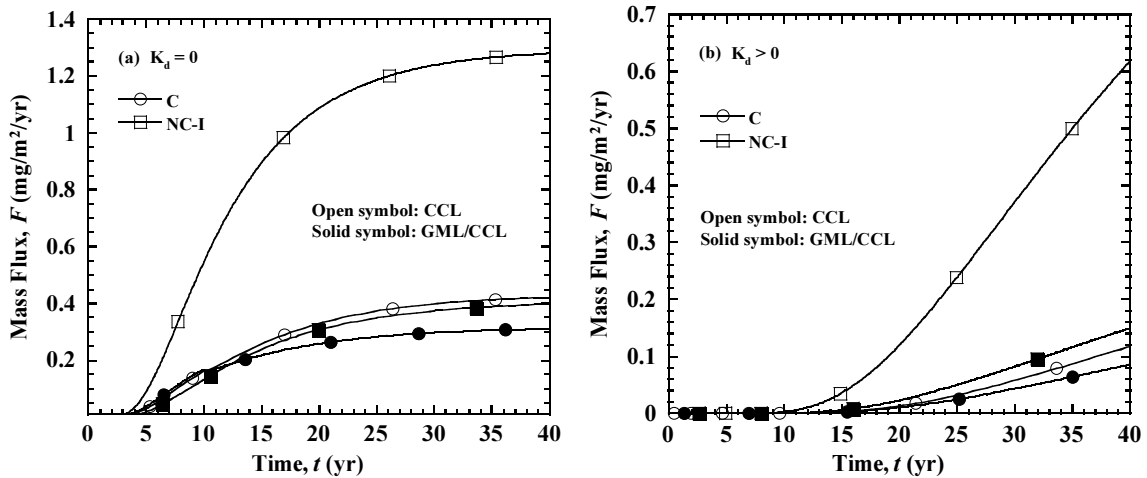 1.4
1.2
1
0.8
0.6
0.4
0.2
Mass Flux, F (mg/m²/yr)
(a) K_d = 0
C
NC-I
Open symbol: CCL
Solid symbol: GML/CCL
0 5 10 15 20 25 30 35 40
Time, t (yr)
0.7
0.6
0.5
0.4
0.3
0.2
0.1
0
Mass Flux, F (mg/m²/yr)
(b) K_d > 0
C
NC-I
Open symbol: CCL
Solid symbol: GML/CCL
0 5 10 15 20 25 30 35 40
Time, t (yr)